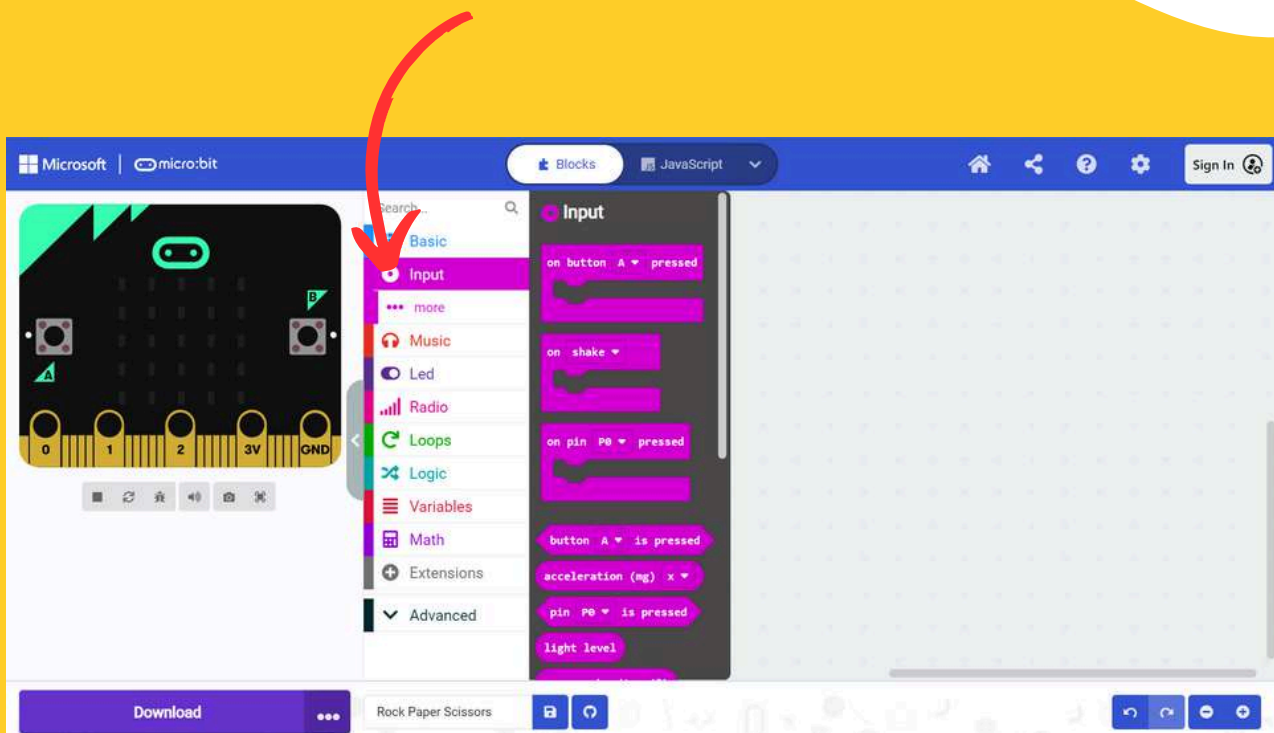 Microsoft | micro:bit
Blocks
JavaScript
Sign In
B
A
0 1 2 3V GND
Search...
Basic
Input
more
Music
Led
Radio
Loops
Logic
Variables
Math
Extensions
Advanced
Input
on button A pressed
on shake
on pin P0 pressed
button A is pressed
acceleration (mg) x
pin P0 is pressed
light level
Download
Rock Paper Scissors